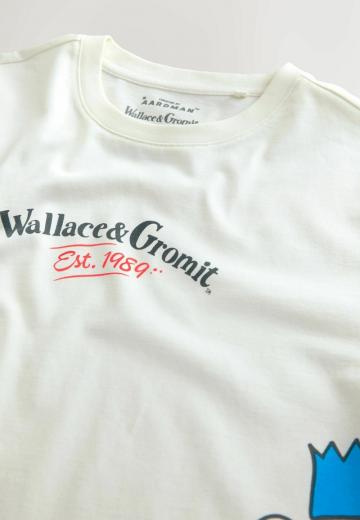 AARDMAN
Wallace & Gromit
Wallace & Gromit
Est. 1989